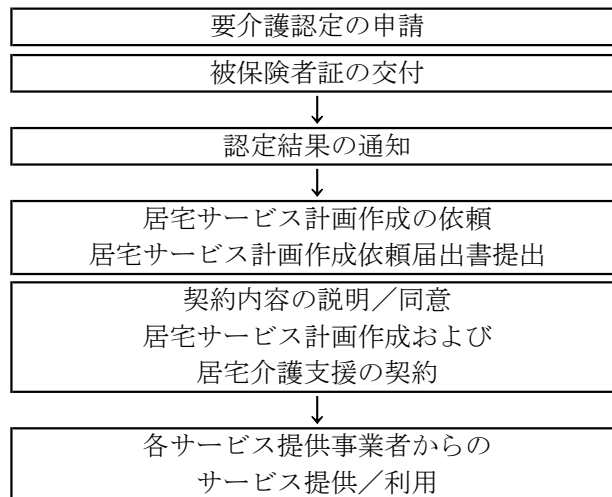 要介護認定の申請
被保険者証の交付
↓
認定結果の通知
↓
居宅サービス計画作成の依頼
居宅サービス計画作成依頼届出書提出
契約内容の説明／同意
居宅サービス計画作成および
居宅介護支援の契約
↓
各サービス提供事業者からの
サービス提供／利用